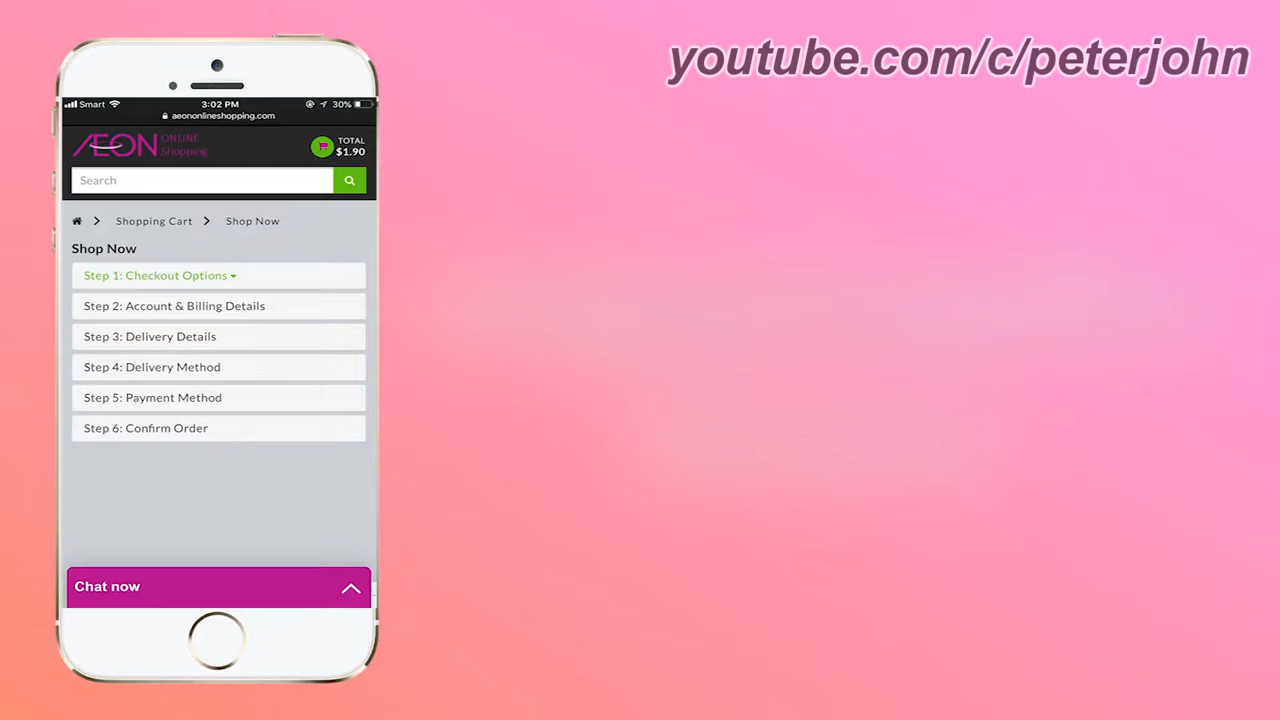 youtube.com/c/peterjohn
Smart 3:02 PM 30%
aeononlineshopping.com
ÆON ONLINE Shopping
TOTAL
$1.90
Search
Shopping Cart Shop Now
Shop Now
Step 1: Checkout Options
Step 2: Account & Billing Details
Step 3: Delivery Details
Step 4: Delivery Method
Step 5: Payment Method
Step 6: Confirm Order
Chat now